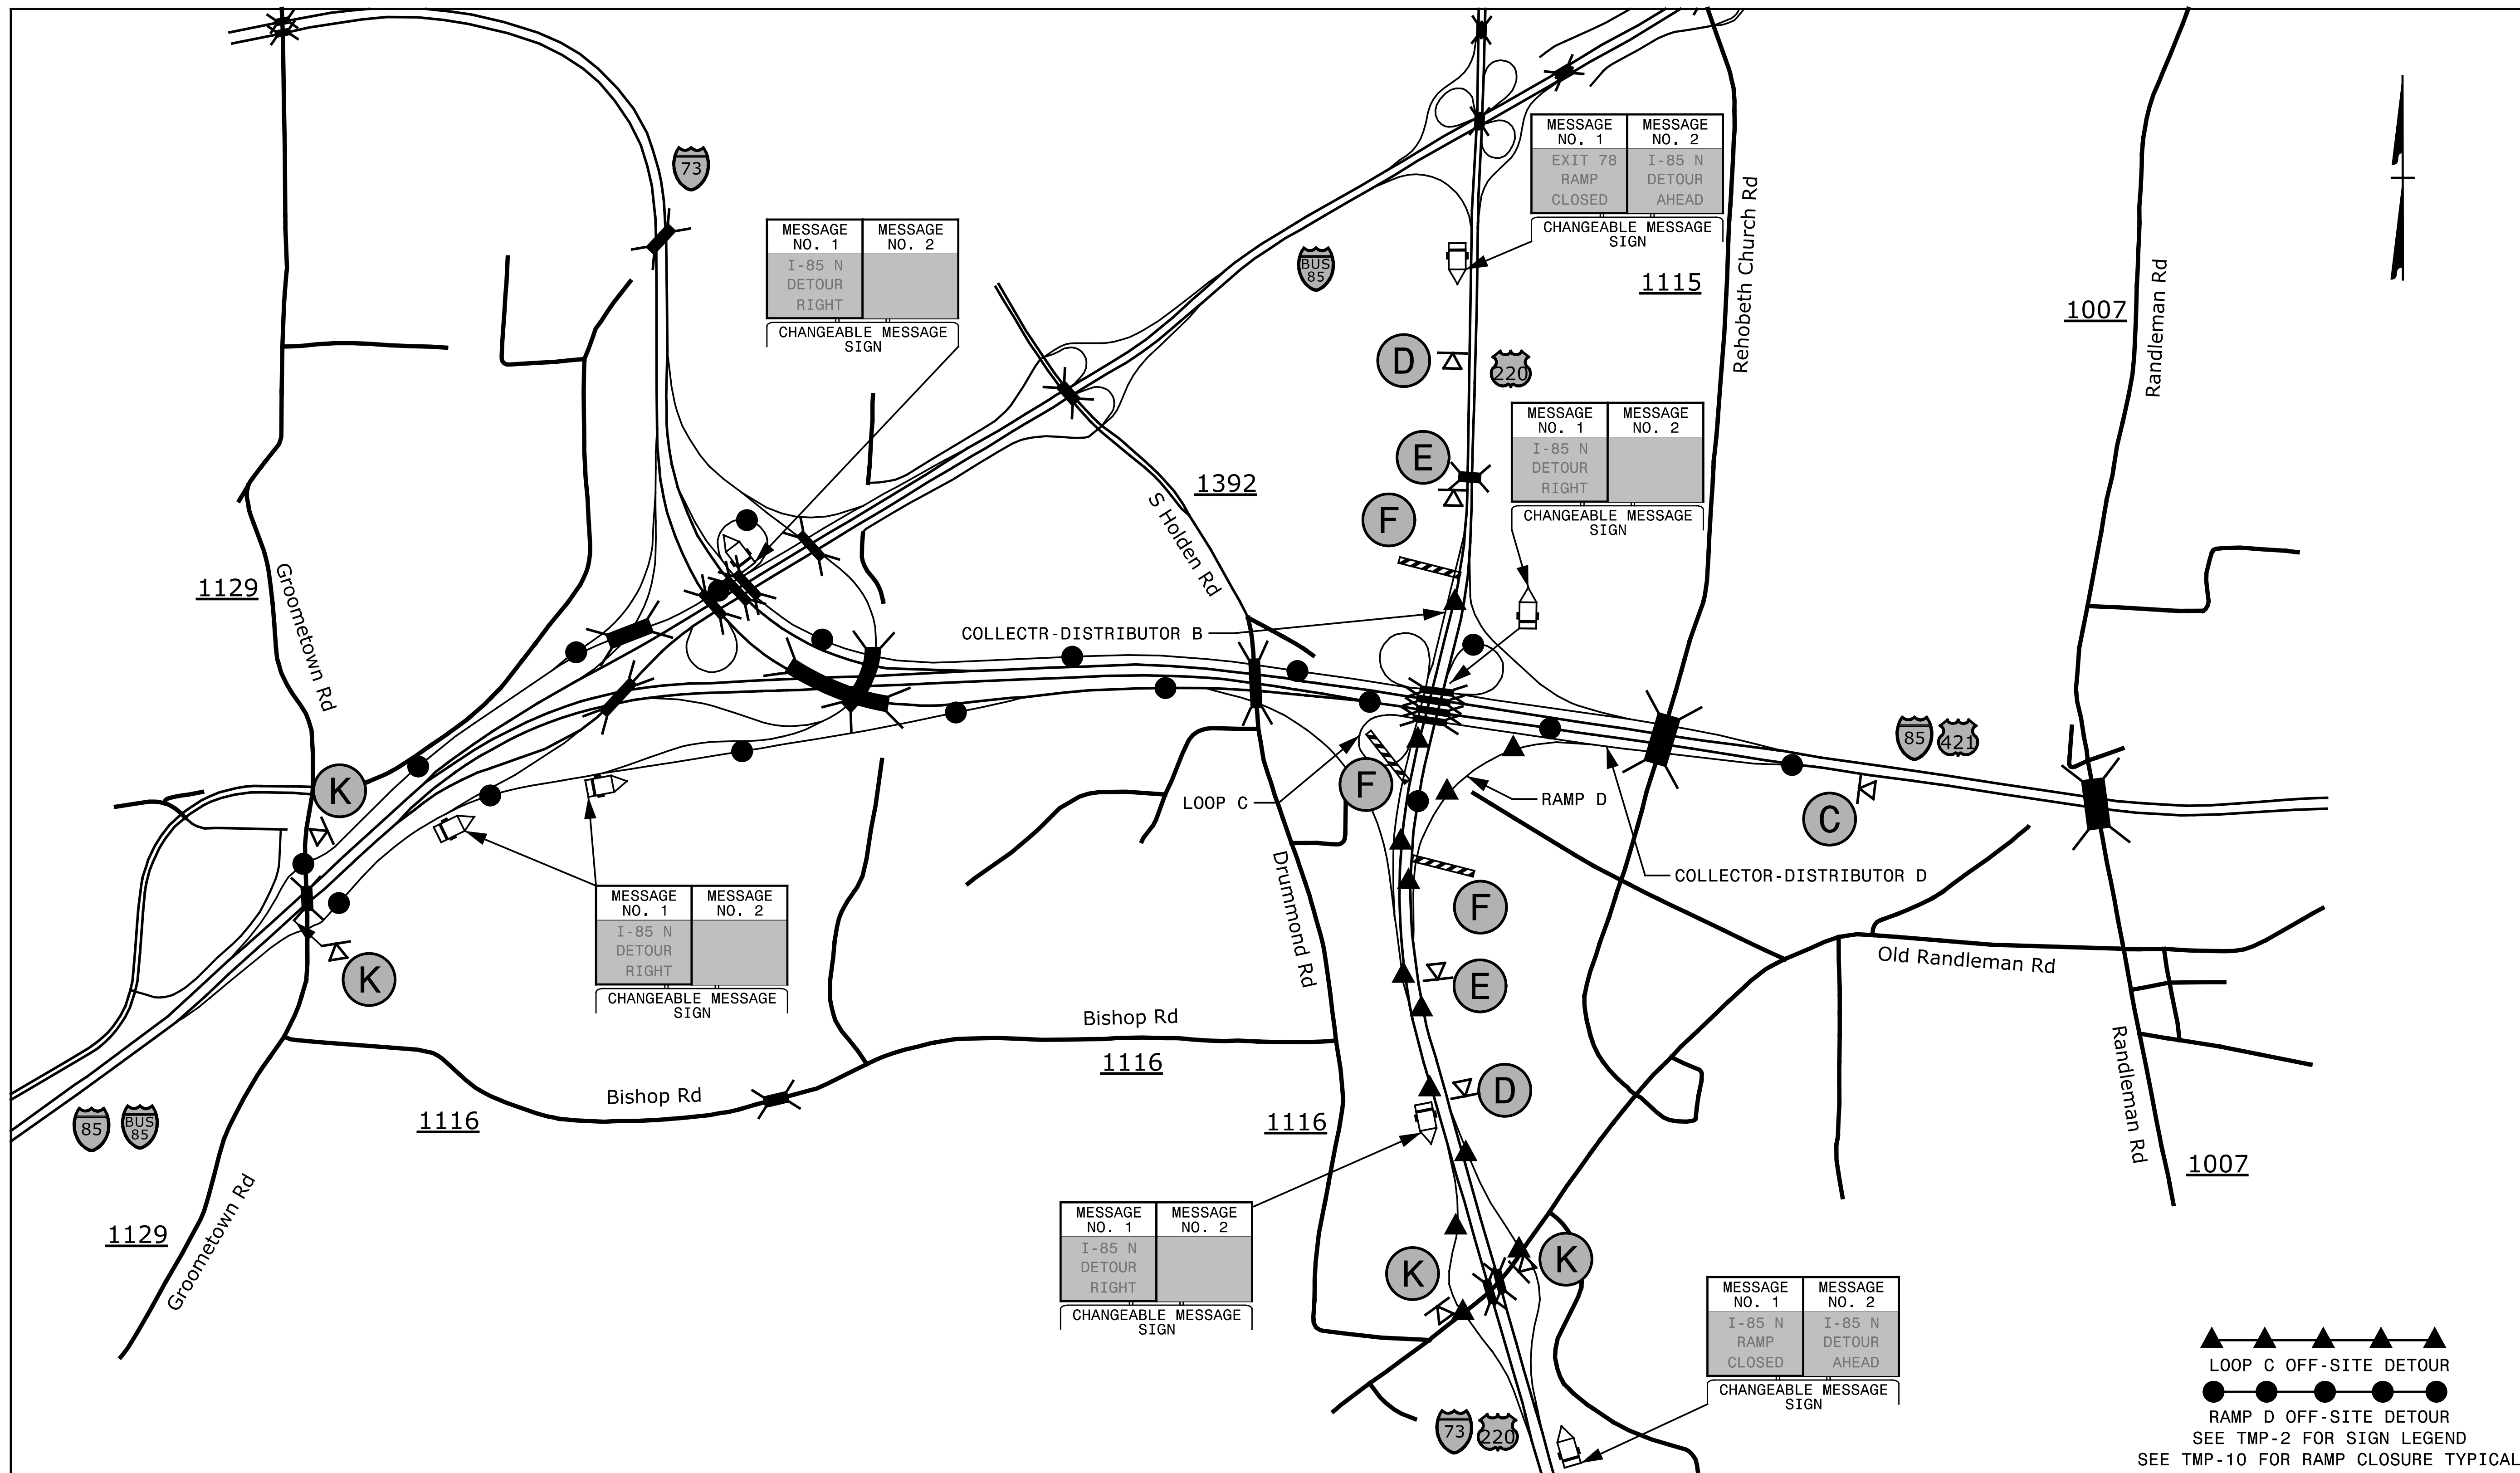 73
MESSAGE NO. 1
MESSAGE NO. 2
I-85 N
DETOUR
RIGHT
CHANGEABLE MESSAGE
SIGN
MESSAGE NO. 1
MESSAGE NO. 2
EXIT 78
RAMP
CLOSED
I-85 N
DETOUR
AHEAD
CHANGEABLE MESSAGE
SIGN
BUS
85
1115
Rehobeth Church Rd
1007
Randleman Rd
D
220
MESSAGE NO. 1
MESSAGE NO. 2
I-85 N
DETOUR
RIGHT
CHANGEABLE MESSAGE
SIGN
E
F
1392
S Holden Rd
1129
Groometown Rd
COLLECTR-DISTRIBUTOR B
K
LOOP C
F
RAMP D
85
421
C
COLLECTOR-DISTRIBUTOR D
Drummond Rd
F
E
D
Old Randleman Rd
MESSAGE NO. 1
MESSAGE NO. 2
I-85 N
DETOUR
RIGHT
CHANGEABLE MESSAGE
SIGN
K
Bishop Rd
1116
Bishop Rd
1116
1116
85
BUS
85
1129
Groometown Rd
Randleman Rd
1007
MESSAGE NO. 1
MESSAGE NO. 2
I-85 N
DETOUR
RIGHT
CHANGEABLE MESSAGE
SIGN
K
K
MESSAGE NO. 1
MESSAGE NO. 2
I-85 N
RAMP
CLOSED
I-85 N
DETOUR
AHEAD
CHANGEABLE MESSAGE
SIGN
73
220
LOOP C OFF-SITE DETOUR
RAMP D OFF-SITE DETOUR
SEE TMP-2 FOR SIGN LEGEND
SEE TMP-10 FOR RAMP CLOSURE TYPICAL